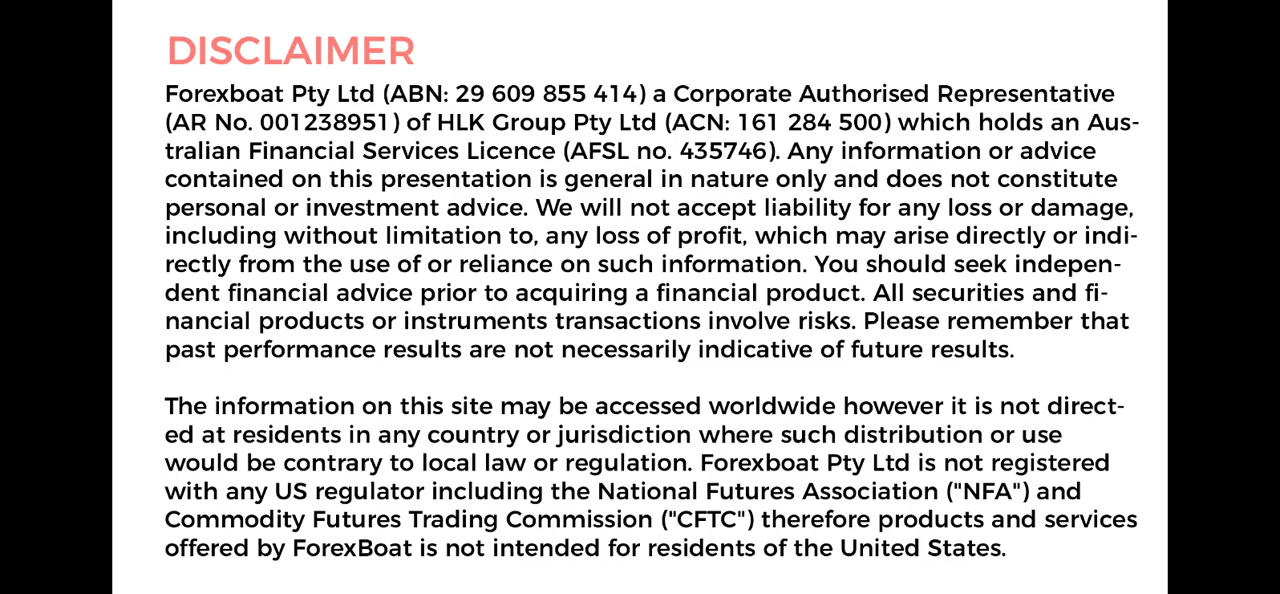 DISCLAIMER
Forexboat Pty Ltd (ABN: 29 609 855 414) a Corporate Authorised Representative
(AR No. 001238951) of HLK Group Pty Ltd (ACN: 161 284 500) which holds an Aus-
tralian Financial Services Licence (AFSL no. 435746). Any information or advice
contained on this presentation is general in nature only and does not constitute
personal or investment advice. We will not accept liability for any loss or damage,
including without limitation to, any loss of profit, which may arise directly or indi-
rectly from the use of or reliance on such information. You should seek indepen-
dent financial advice prior to acquiring a financial product. All securities and fi-
nancial products or instruments transactions involve risks. Please remember that
past performance results are not necessarily indicative of future results.
The information on this site may be accessed worldwide however it is not direct-
ed at residents in any country or jurisdiction where such distribution or use
would be contrary to local law or regulation. Forexboat Pty Ltd is not registered
with any US regulator including the National Futures Association ("NFA") and
Commodity Futures Trading Commission ("CFTC") therefore products and services
offered by ForexBoat is not intended for residents of the United States.